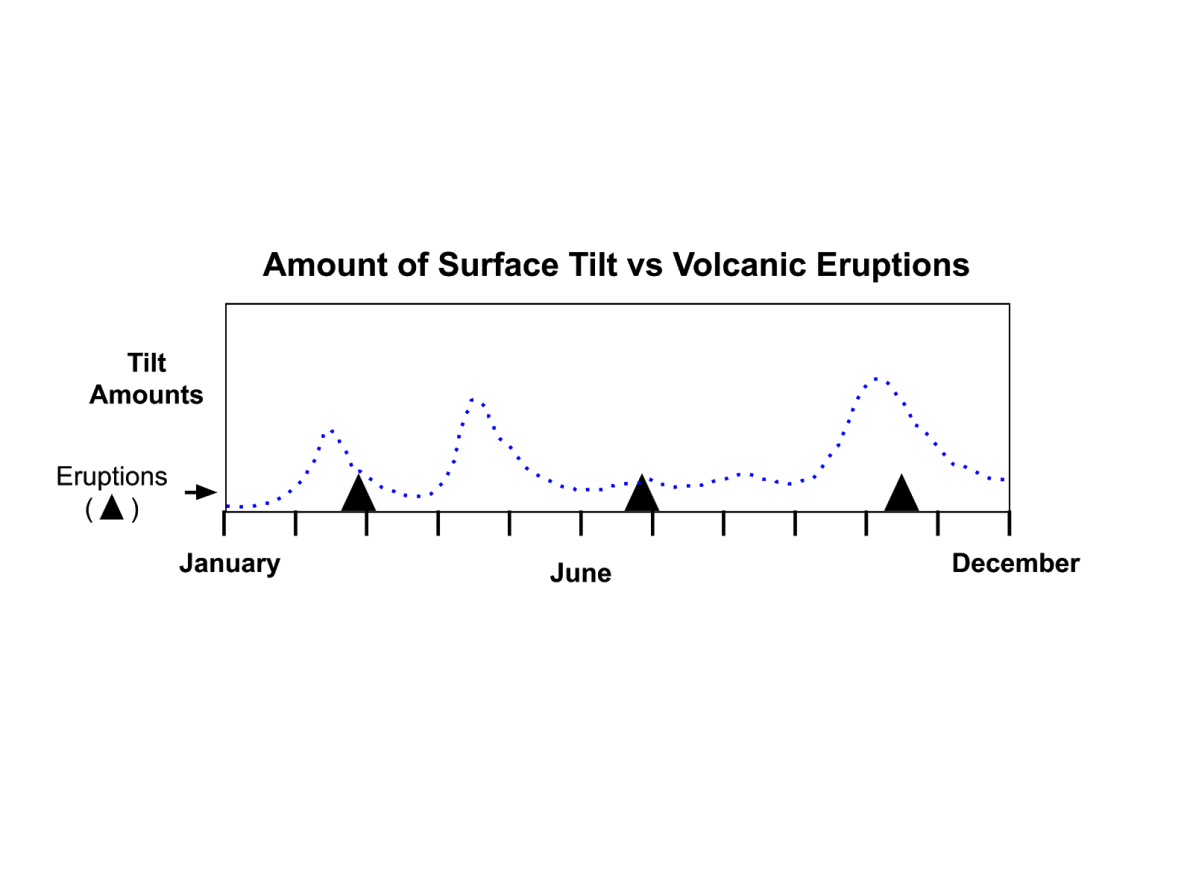 Amount of Surface Tilt vs Volcanic Eruptions
Tilt
Amounts
Eruptions
(▲)
January
June
December